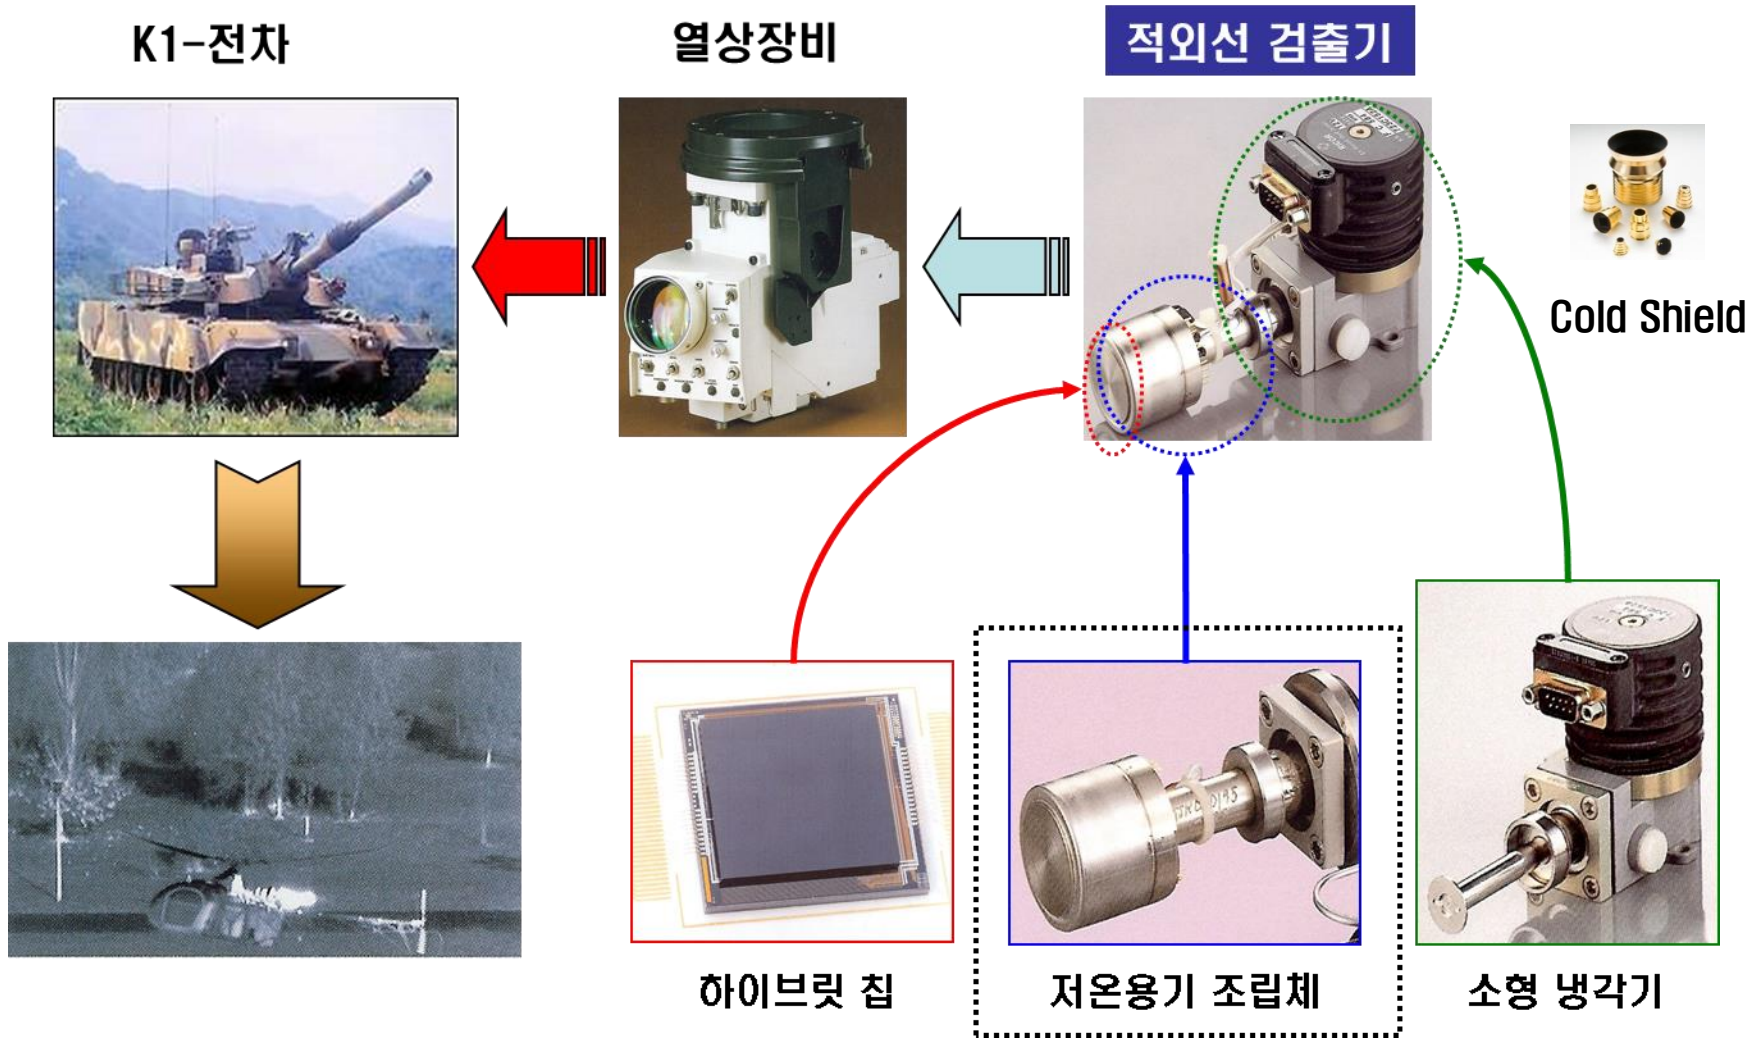 K1-전차
열상장비
적외선 검출기
Cold Shield
하이브릿 칩
저온용기 조립체
소형 냉각기